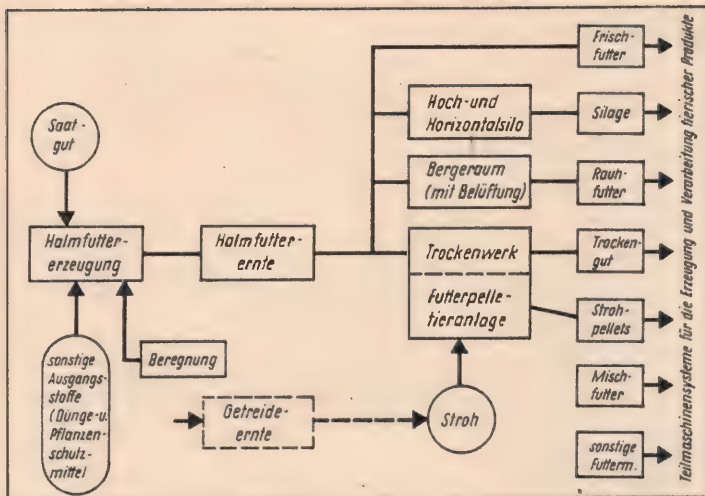 Saat-
gut
Halmfutter-
erzeugung
sonstige
Ausgangs-
stoffe
(Dünge-u.
Pflanzen-
schutz-
mittel
Beregnung
Halmfutter-
ernte
Getreide-
ernte
Stroh
Hoch-und
Horizontalsilo
Bergeraum
(mit Belüftung)
Trockenwerk
Futterpelle-
tieranlage
Frisch-
futter
Silage
Rauh-
futter
Trocken-
gut
Stroh-
pellets
Misch-
futter
sonstige
Futterm.
Teilmaschinensysteme für die Erzeugung und Verarbeitung tierischer Produkte